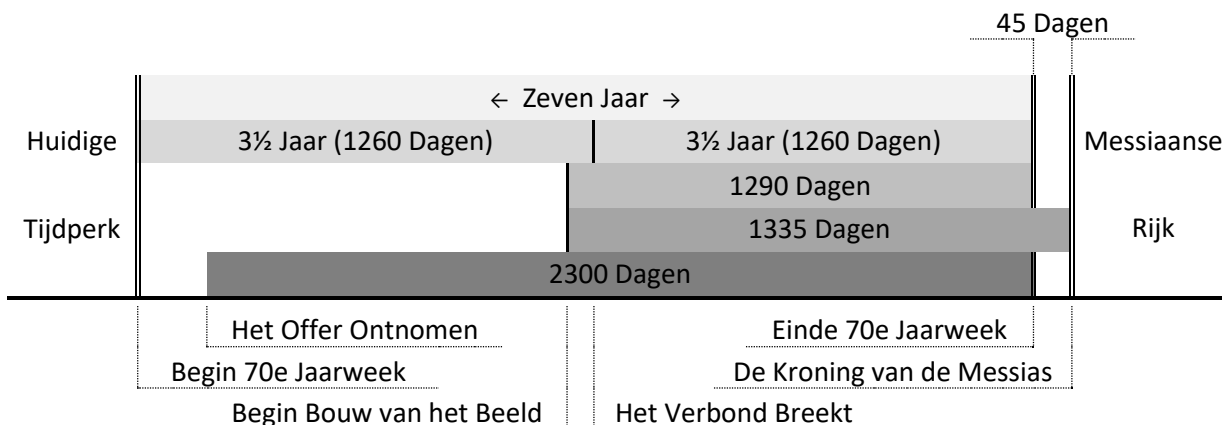 45 Dagen
← Zeven Jaar →
Huidige 3½ Jaar (1260 Dagen) 3½ Jaar (1260 Dagen) Messiaanse
1290 Dagen
Tijdperk 1335 Dagen Rijk
2300 Dagen
Het Offer Ontnomen Einde 70e Jaarweek
Begin 70e Jaarweek De Kroning van de Messias
Begin Bouw van het Beeld Het Verbond Breekt